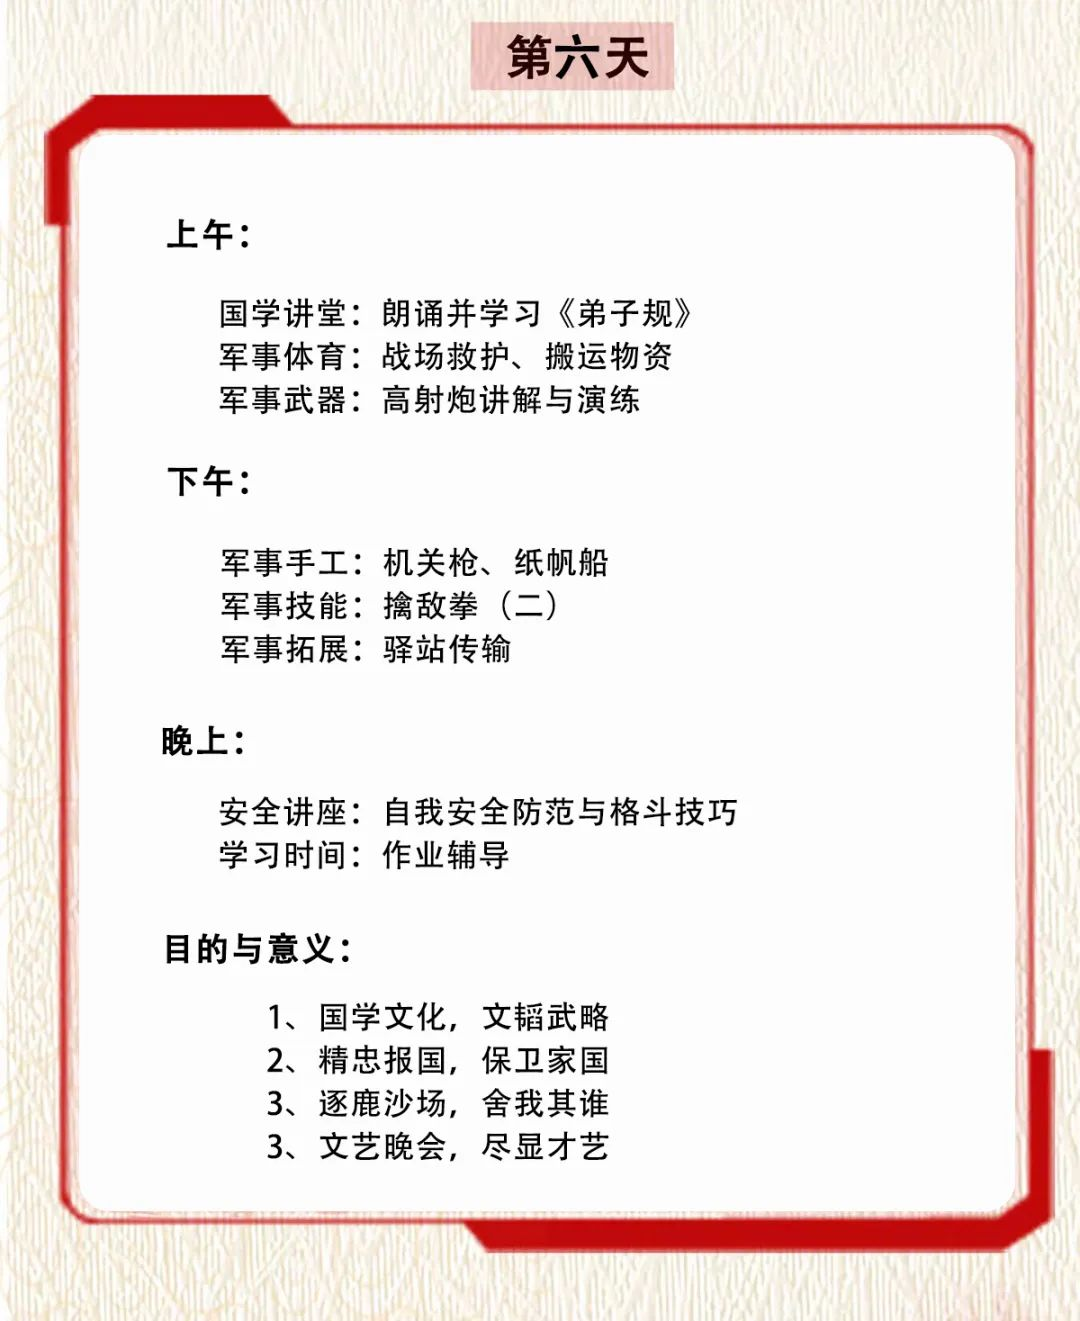 第六天
上午：
国学讲堂：朗诵并学习《弟子规》
军事体育：战场救护、搬运物资
军事武器：高射炮讲解与演练
下午：
军事手工：机关枪、纸帆船
军事技能：擒敌拳（二）
军事拓展：驿站传输
晚上：
安全讲座：自我安全防范与格斗技巧
学习时间：作业辅导
目的与意义：
1、国学文化，文韬武略
2、精忠报国，保卫家国
3、逐鹿沙场，舍我其谁
3、文艺晚会，尽显才艺